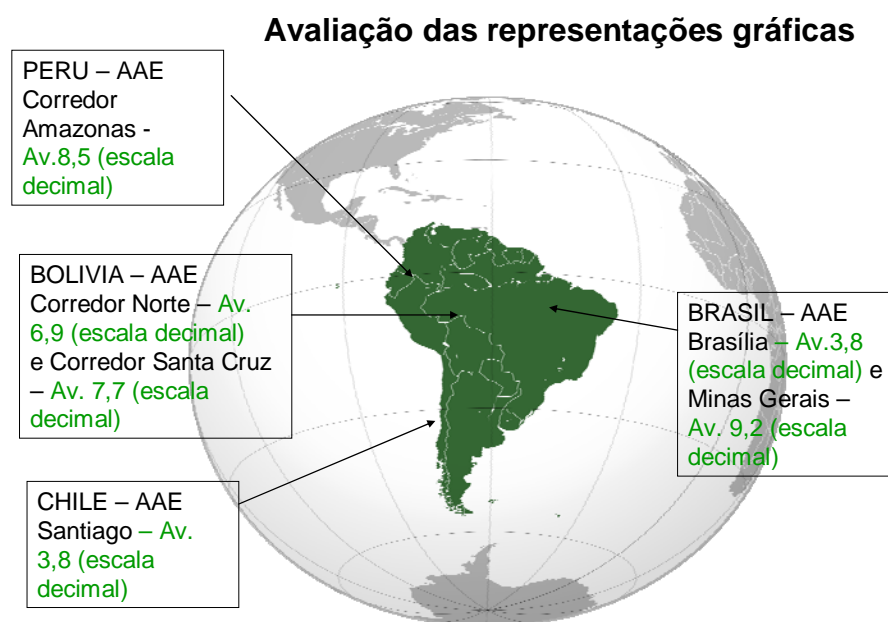 Avaliação das representações gráficas
PERU – AAE
Corredor
Amazonas -
Av.8,5 (escala
decimal)
BOLIVIA – AAE
Corredor Norte – Av.
6,9 (escala decimal)
e Corredor Santa Cruz
– Av. 7,7 (escala
decimal)
BRASIL – AAE
Brasília – Av.3,8
(escala decimal) e
Minas Gerais –
Av. 9,2 (escala
decimal)
CHILE – AAE
Santiago – Av.
3,8 (escala
decimal)